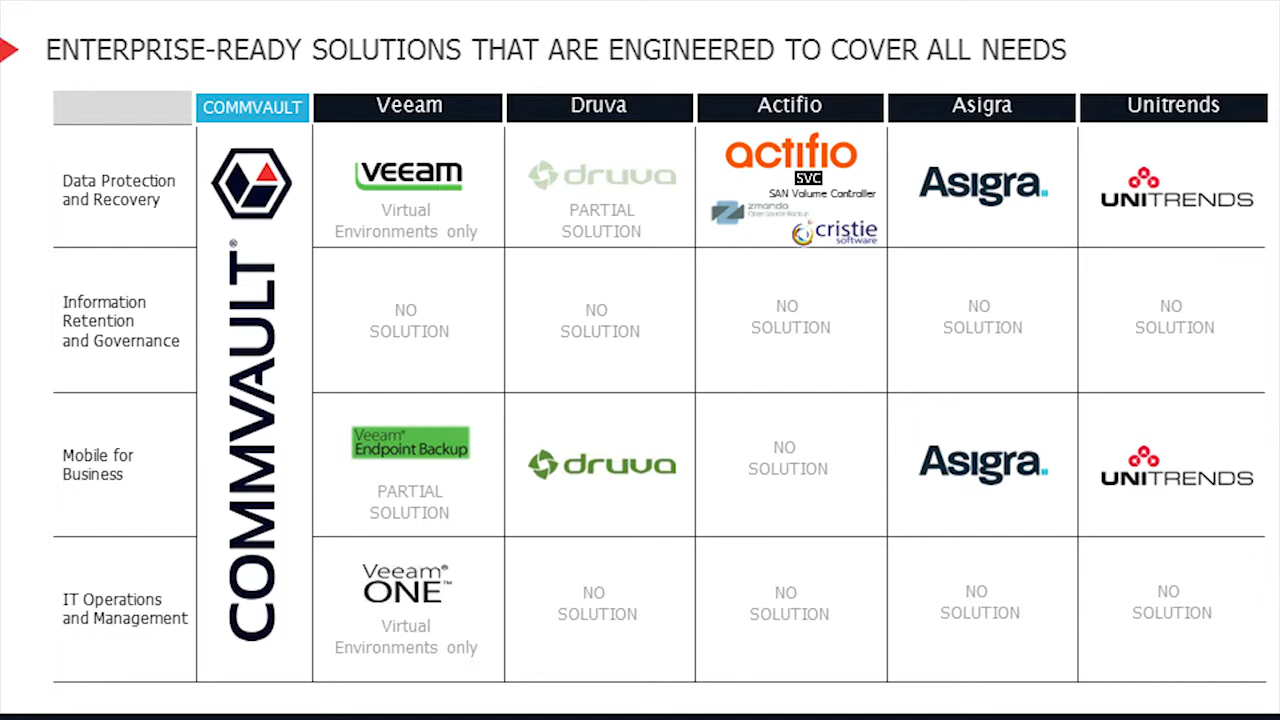 ENTERPRISE-READY SOLUTIONS THAT ARE ENGINEERED TO COVER ALL NEEDS
COMMVAULT
Veeam
Druva
Actifio
Asigra
Unitrends
COMMVAULT®
Data Protection
and Recovery
veeam
Virtual
Environments only
druva
PARTIAL
SOLUTION
actifio
SVC
SAN Volume Controller
zmanda
Open Source Backup
cristie
software
Asigra
UNITRENDS
Information
Retention
and Governance
NO
SOLUTION
NO
SOLUTION
NO
SOLUTION
NO
SOLUTION
NO
SOLUTION
Mobile for
Business
Veeam®
Endpoint Backup
PARTIAL
SOLUTION
druva
NO
SOLUTION
Asigra
UNITRENDS
IT Operations
and Management
Veeam®
ONE™
Virtual
Environments only
NO
SOLUTION
NO
SOLUTION
NO
SOLUTION
NO
SOLUTION